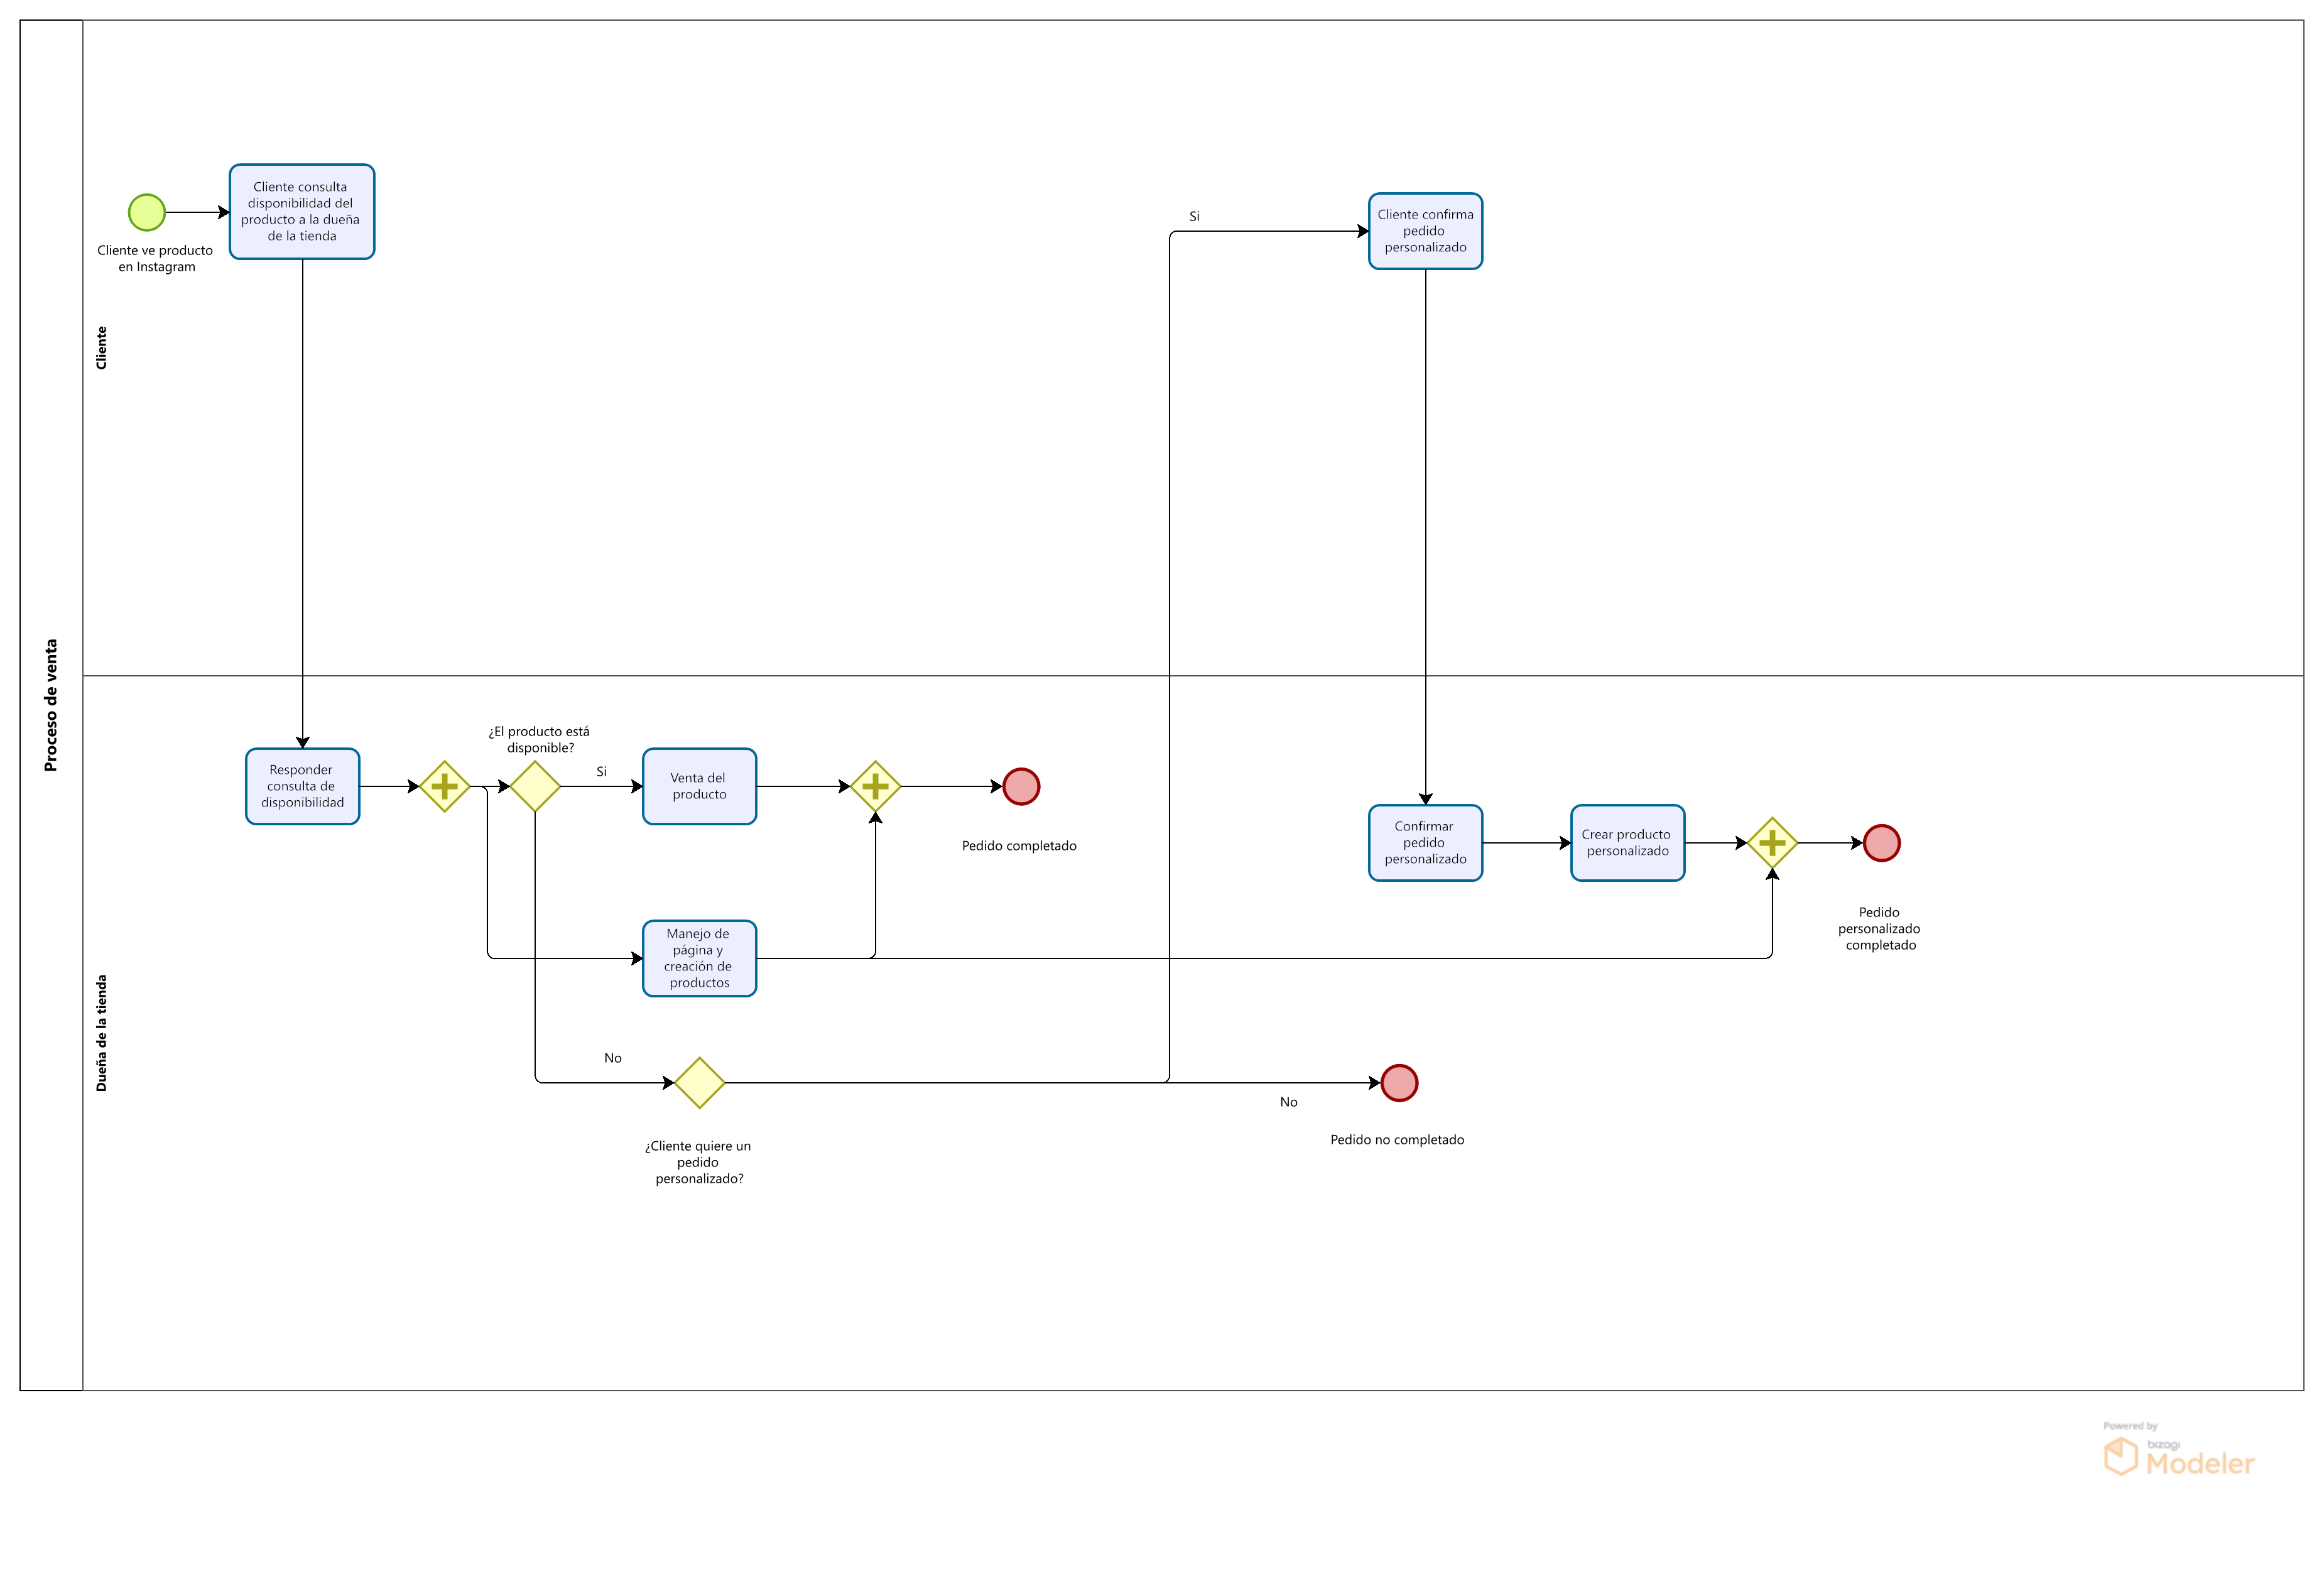 Proceso de venta
Cliente
Cliente ve producto
en Instagram
Cliente consulta
disponibilidad del
producto a la dueña
de la tienda
Si
Cliente confirma
pedido
personalizado
Dueña de la tienda
Responder
consulta de
disponibilidad
¿El producto está
disponible?
Si
Venta del
producto
Pedido completado
Manejo de
página y
creación de
productos
No
¿Cliente quiere un
pedido
personalizado?
No
Pedido no completado
Confirmar
pedido
personalizado
Crear producto
personalizado
Pedido
personalizado
completado
Powered by
bizagi
Modeler